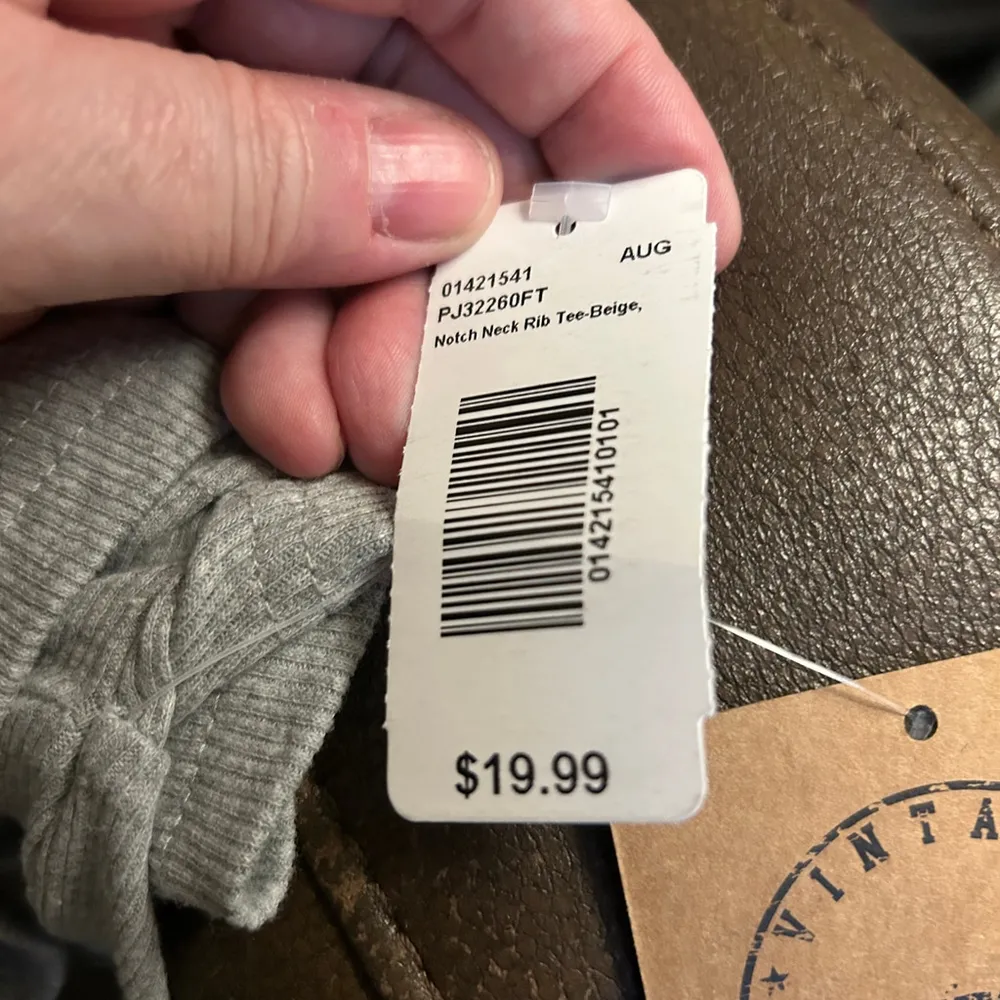 AUG
01421541
PJ32260FT
Notch Neck Rib Tee-Beige,
014215410101
$19.99
VINTA